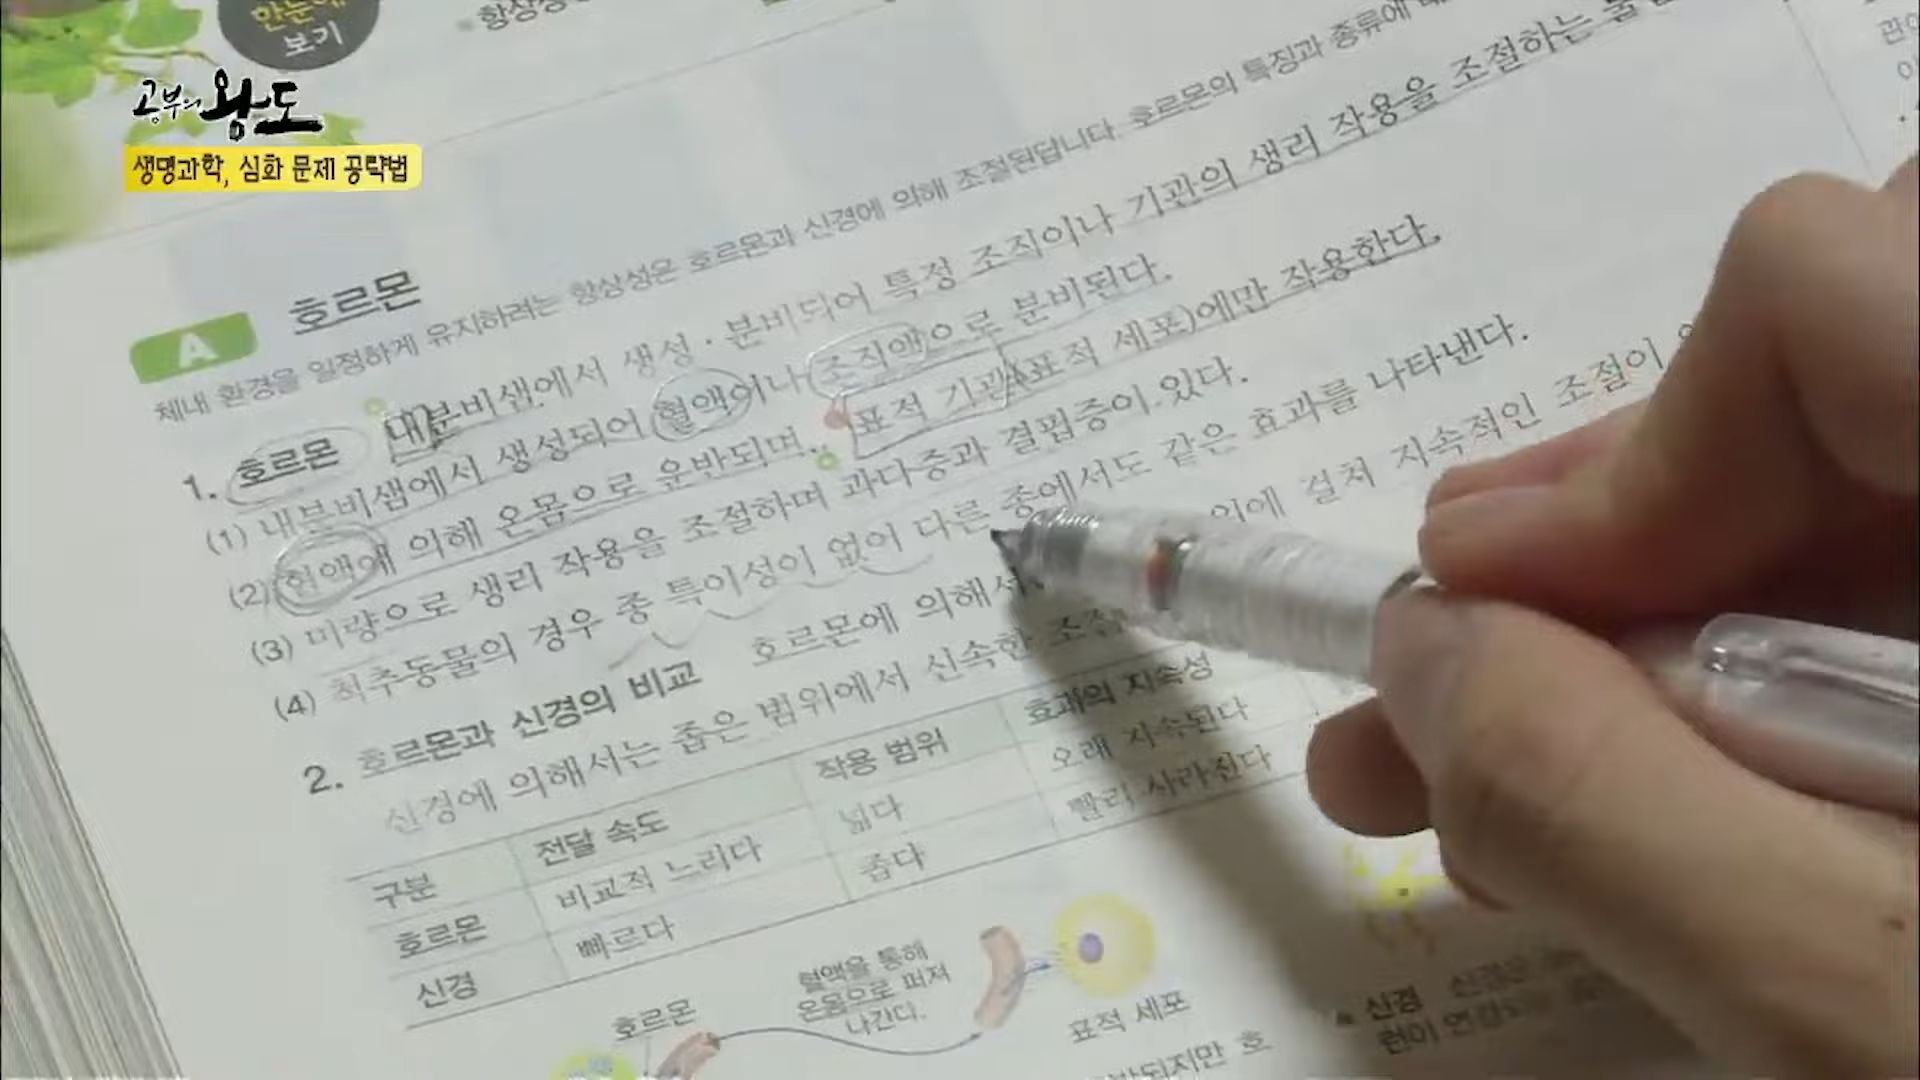 한눈에
보기
항상성
공부의 왕도
생명과학, 심화 문제 공략법
A 호르몬
체내 환경을 일정하게 유지하려는 항상성은 호르몬과 신경에 의해 조절된답니다. 호르몬의 특징과 종류에
1. 호르몬 내분비샘에서 생성·분비되어 특정 조직이나 기관의 생리 작용을 조절하는
(1) 내분비샘에서 생성되어 혈액이나 조직액으로 분비된다.
(2) 혈액에 의해 온몸으로 운반되며, 표적 기관(표적 세포)에만 작용한다.
(3) 미량으로 생리 작용을 조절하며 과다증과 결핍증이 있다.
(4) 척추동물의 경우 종 특이성이 없어 다른 종에서도 같은 효과를 나타낸다.
2. 호르몬과 신경의 비교 호르몬에 의해서 위에 걸쳐 지속적인 조절이
신경에 의해서는 좁은 범위에서 신속한
구분 전달 속도 작용 범위 효과의 지속성
호르몬 비교적 느리다 넓다 오래 지속된다
신경 빠르다 좁다 빨리 사라진다
호르몬
혈액을 통해
온몸으로 퍼져
나간다.
표적 세포
신경 신경은